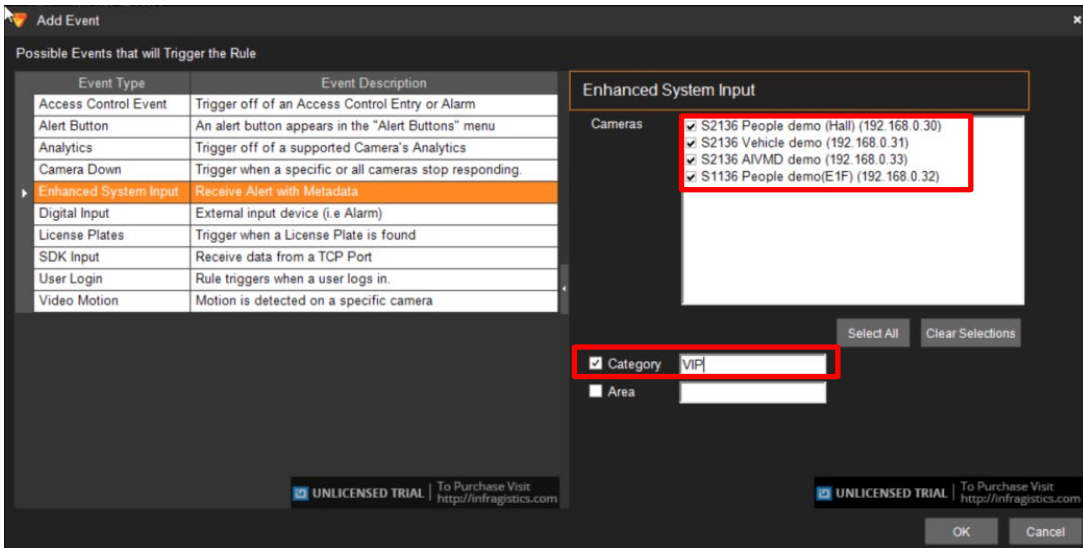 Add Event
Possible Events that will Trigger the Rule
Event Type Event Description
Access Control Event Trigger off of an Access Control Entry or Alarm
Alert Button An alert button appears in the "Alert Buttons" menu
Analytics Trigger off of a supported Camera's Analytics
Camera Down Trigger when a specific or all cameras stop responding.
Enhanced System Input Receive Alert with Metadata
Digital Input External input device (i.e Alarm)
License Plates Trigger when a License Plate is found
SDK Input Receive data from a TCP Port
User Login Rule triggers when a user logs in.
Video Motion Motion is detected on a specific camera
UNLICENSED TRIAL To Purchase Visit
http://infragistics.com
Enhanced System Input
Cameras S2136 People demo (Hall) (192.168.0.30)
S2136 Vehicle demo (192.168.0.31)
S2136 AIVMD demo (192.168.0.33)
S1136 People demo(E1F) (192.168.0.32)
Select All Clear Selections
Category VIP
Area
UNLICENSED TRIAL To Purchase Visit
http://infragistics.com
OK Cancel